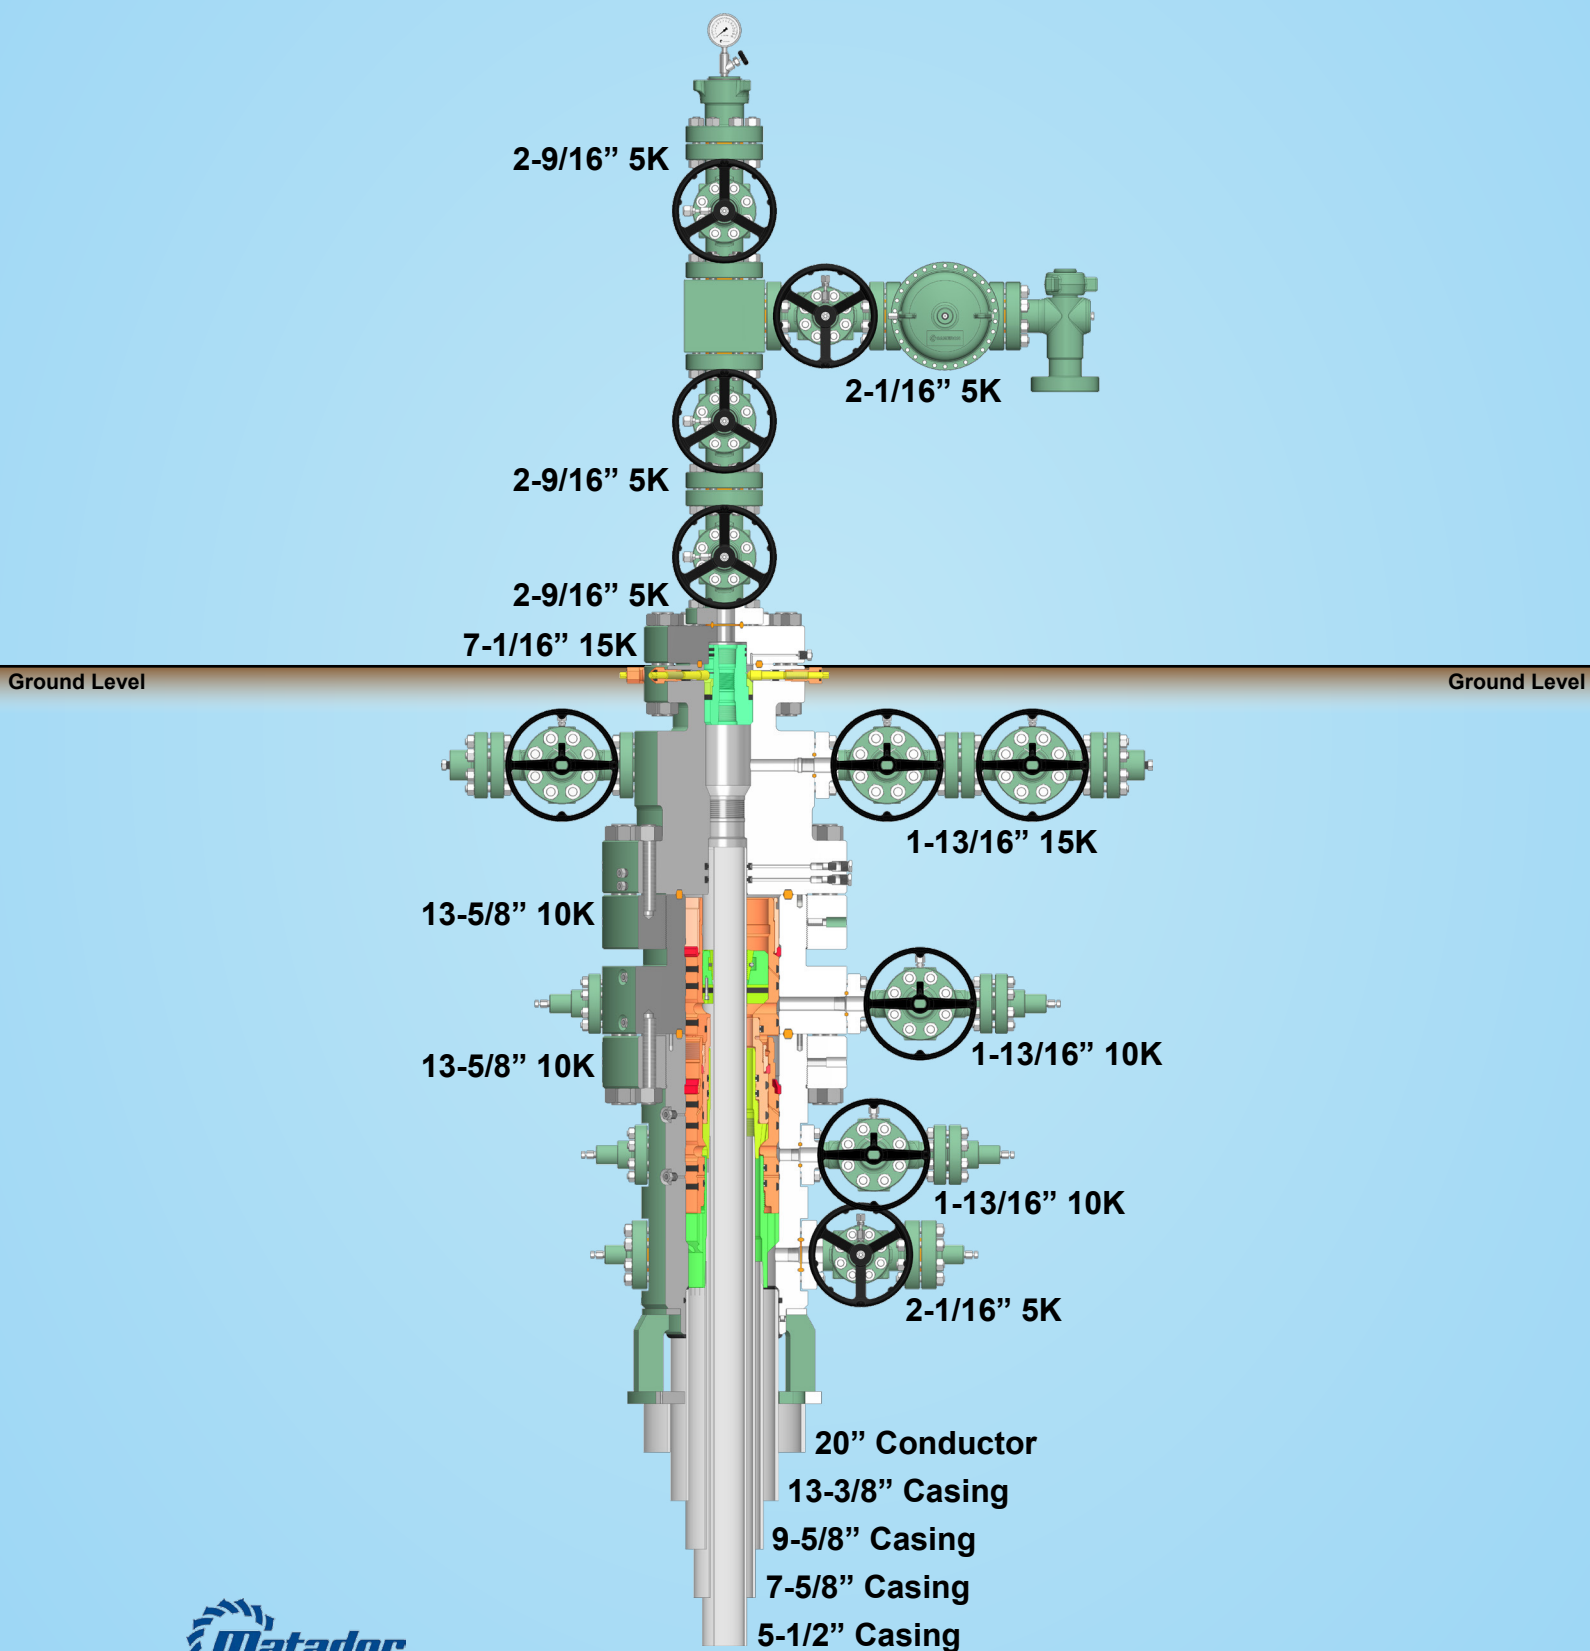 2-9/16” 5K
2-1/16” 5K
2-9/16” 5K
2-9/16” 5K
7-1/16” 15K
Ground Level
Ground Level
1-13/16” 15K
13-5/8” 10K
1-13/16” 10K
13-5/8” 10K
1-13/16” 10K
2-1/16” 5K
20” Conductor
13-3/8” Casing
9-5/8” Casing
7-5/8” Casing
5-1/2” Casing
Matador